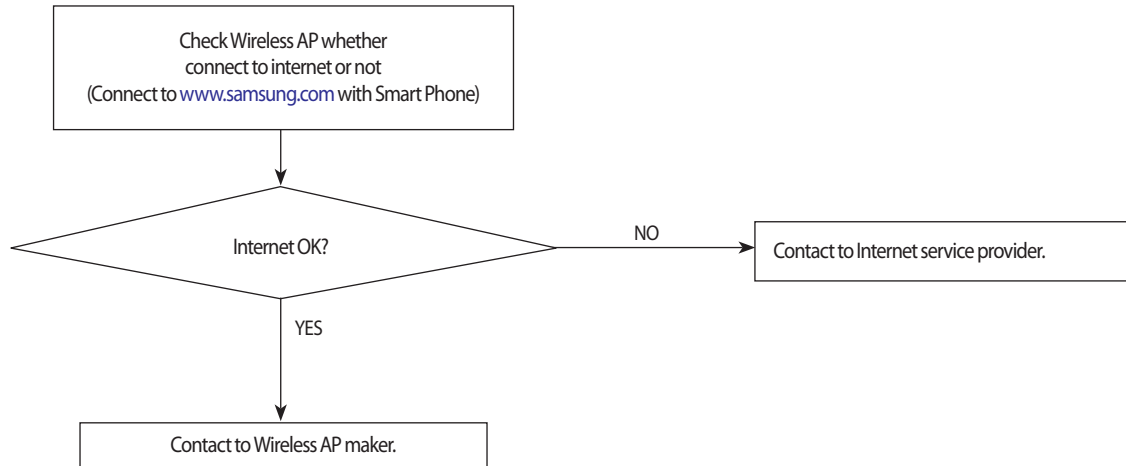 Check Wireless AP whether
connect to internet or not
(Connect to www.samsung.com with Smart Phone)
Internet OK?
NO
Contact to Internet service provider.
YES
Contact to Wireless AP maker.